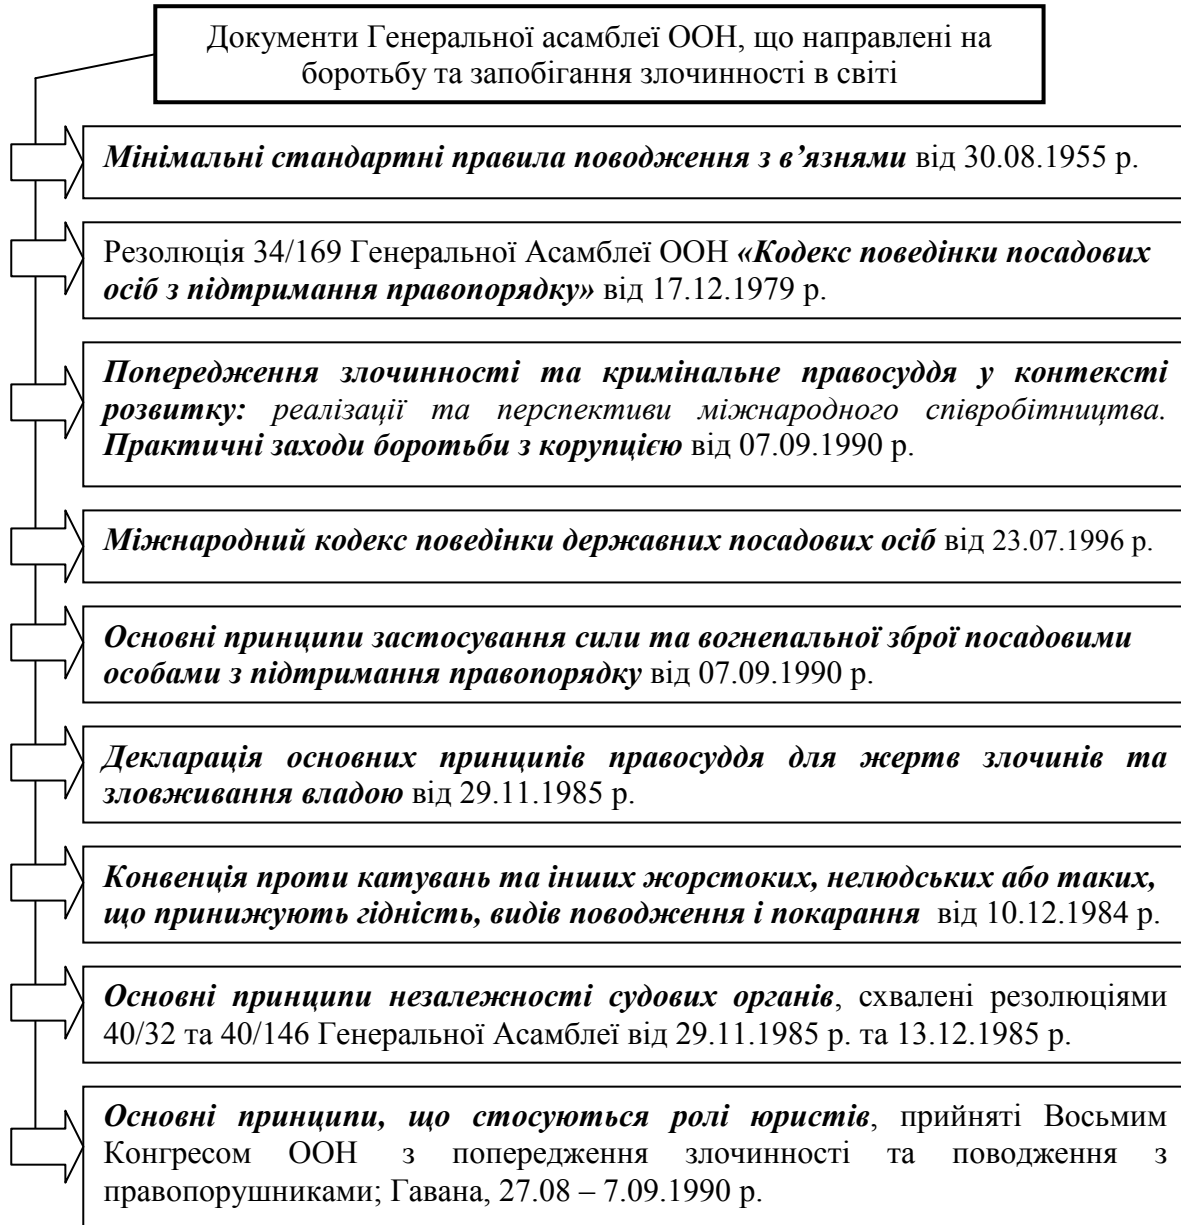 Документи Генеральної асамблеї ООН, що направлені на
боротьбу та запобігання злочинності в світі
Мінімальні стандартні правила поводження з в’язнями від 30.08.1955 р.
Резолюція 34/169 Генеральної Асамблеї ООН «Кодекс поведінки посадових
осіб з підтримання правопорядку» від 17.12.1979 р.
Попередження злочинності та кримінальне правосуддя у контексті
розвитку: реалізації та перспективи міжнародного співробітництва.
Практичні заходи боротьби з корупцією від 07.09.1990 р.
Міжнародний кодекс поведінки державних посадових осіб від 23.07.1996 р.
Основні принципи застосування сили та вогнепальної зброї посадовими
особами з підтримання правопорядку від 07.09.1990 р.
Декларація основних принципів правосуддя для жертв злочинів та
зловживання владою від 29.11.1985 р.
Конвенція проти катувань та інших жорстоких, нелюдських або таких,
що принижують гідність, видів поводження і покарання від 10.12.1984 р.
Основні принципи незалежності судових органів, схвалені резолюціями
40/32 та 40/146 Генеральної Асамблеї від 29.11.1985 р. та 13.12.1985 р.
Основні принципи, що стосуються ролі юристів, прийняті Восьмим
Конгресом ООН з попередження злочинності та поводження з
правопорушниками; Гавана, 27.08 – 7.09.1990 р.